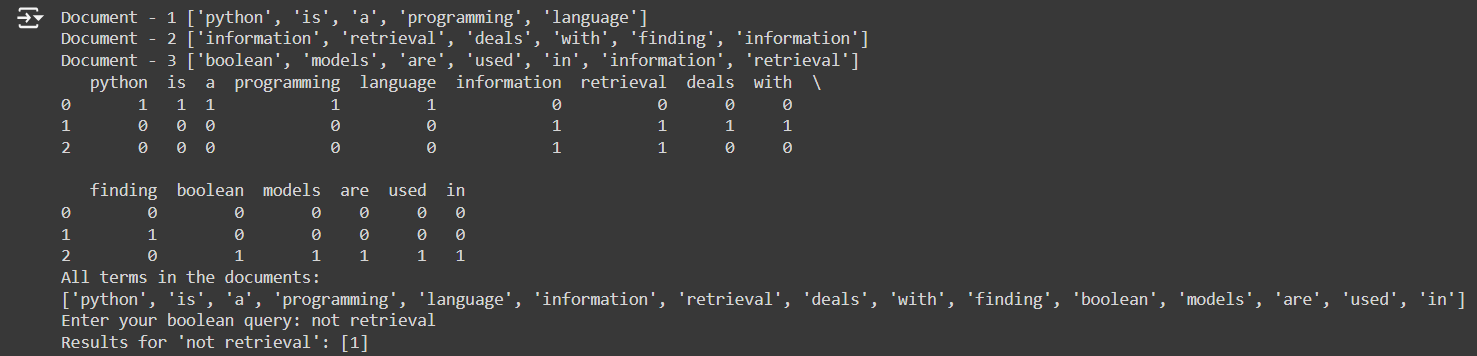 Document - 1 ['python', 'is', 'a', 'programming', 'language']
Document - 2 ['information', 'retrieval', 'deals', 'with', 'finding', 'information']
Document - 3 ['boolean', 'models', 'are', 'used', 'in', 'information', 'retrieval']
   python  is  a  programming  language  information  retrieval  deals  with  \
0       1   1  1            1         1            0          0      0     0
1       0   0  0            0         0            1          1      1     1
2       0   0  0            0         0            1          1      0     0

   finding  boolean  models  are  used  in
0        0        0       0    0     0   0
1        1        0       0    0     0   0
2        0        1       1    1     1   1
All terms in the documents:
['python', 'is', 'a', 'programming', 'language', 'information', 'retrieval', 'deals', 'with', 'finding', 'boolean', 'models', 'are', 'used', 'in']
Enter your boolean query: not retrieval
Results for 'not retrieval': [1]